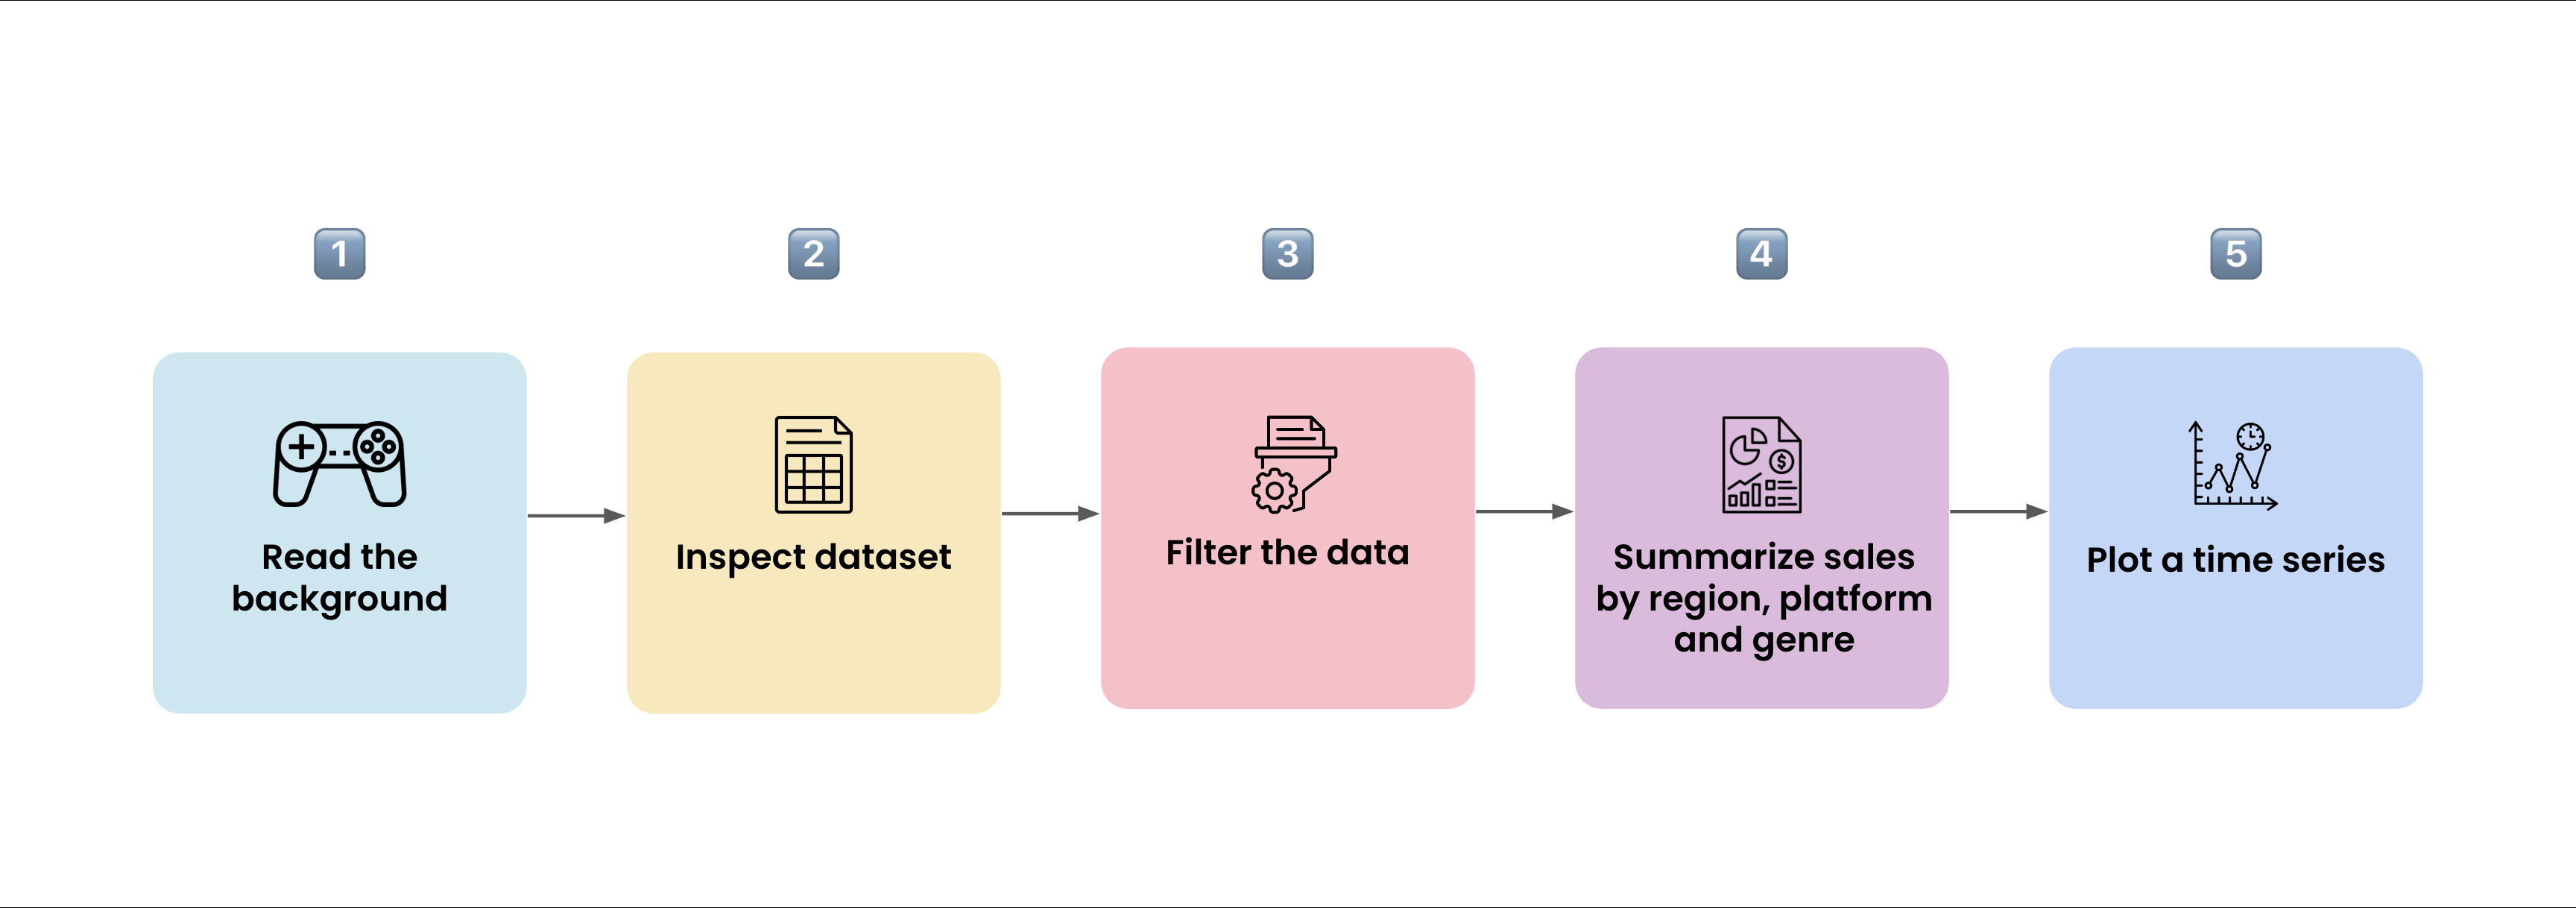 1
2
3
4
5
Read the
background
Inspect dataset
Filter the data
Summarize sales
by region, platform
and genre
Plot a time series